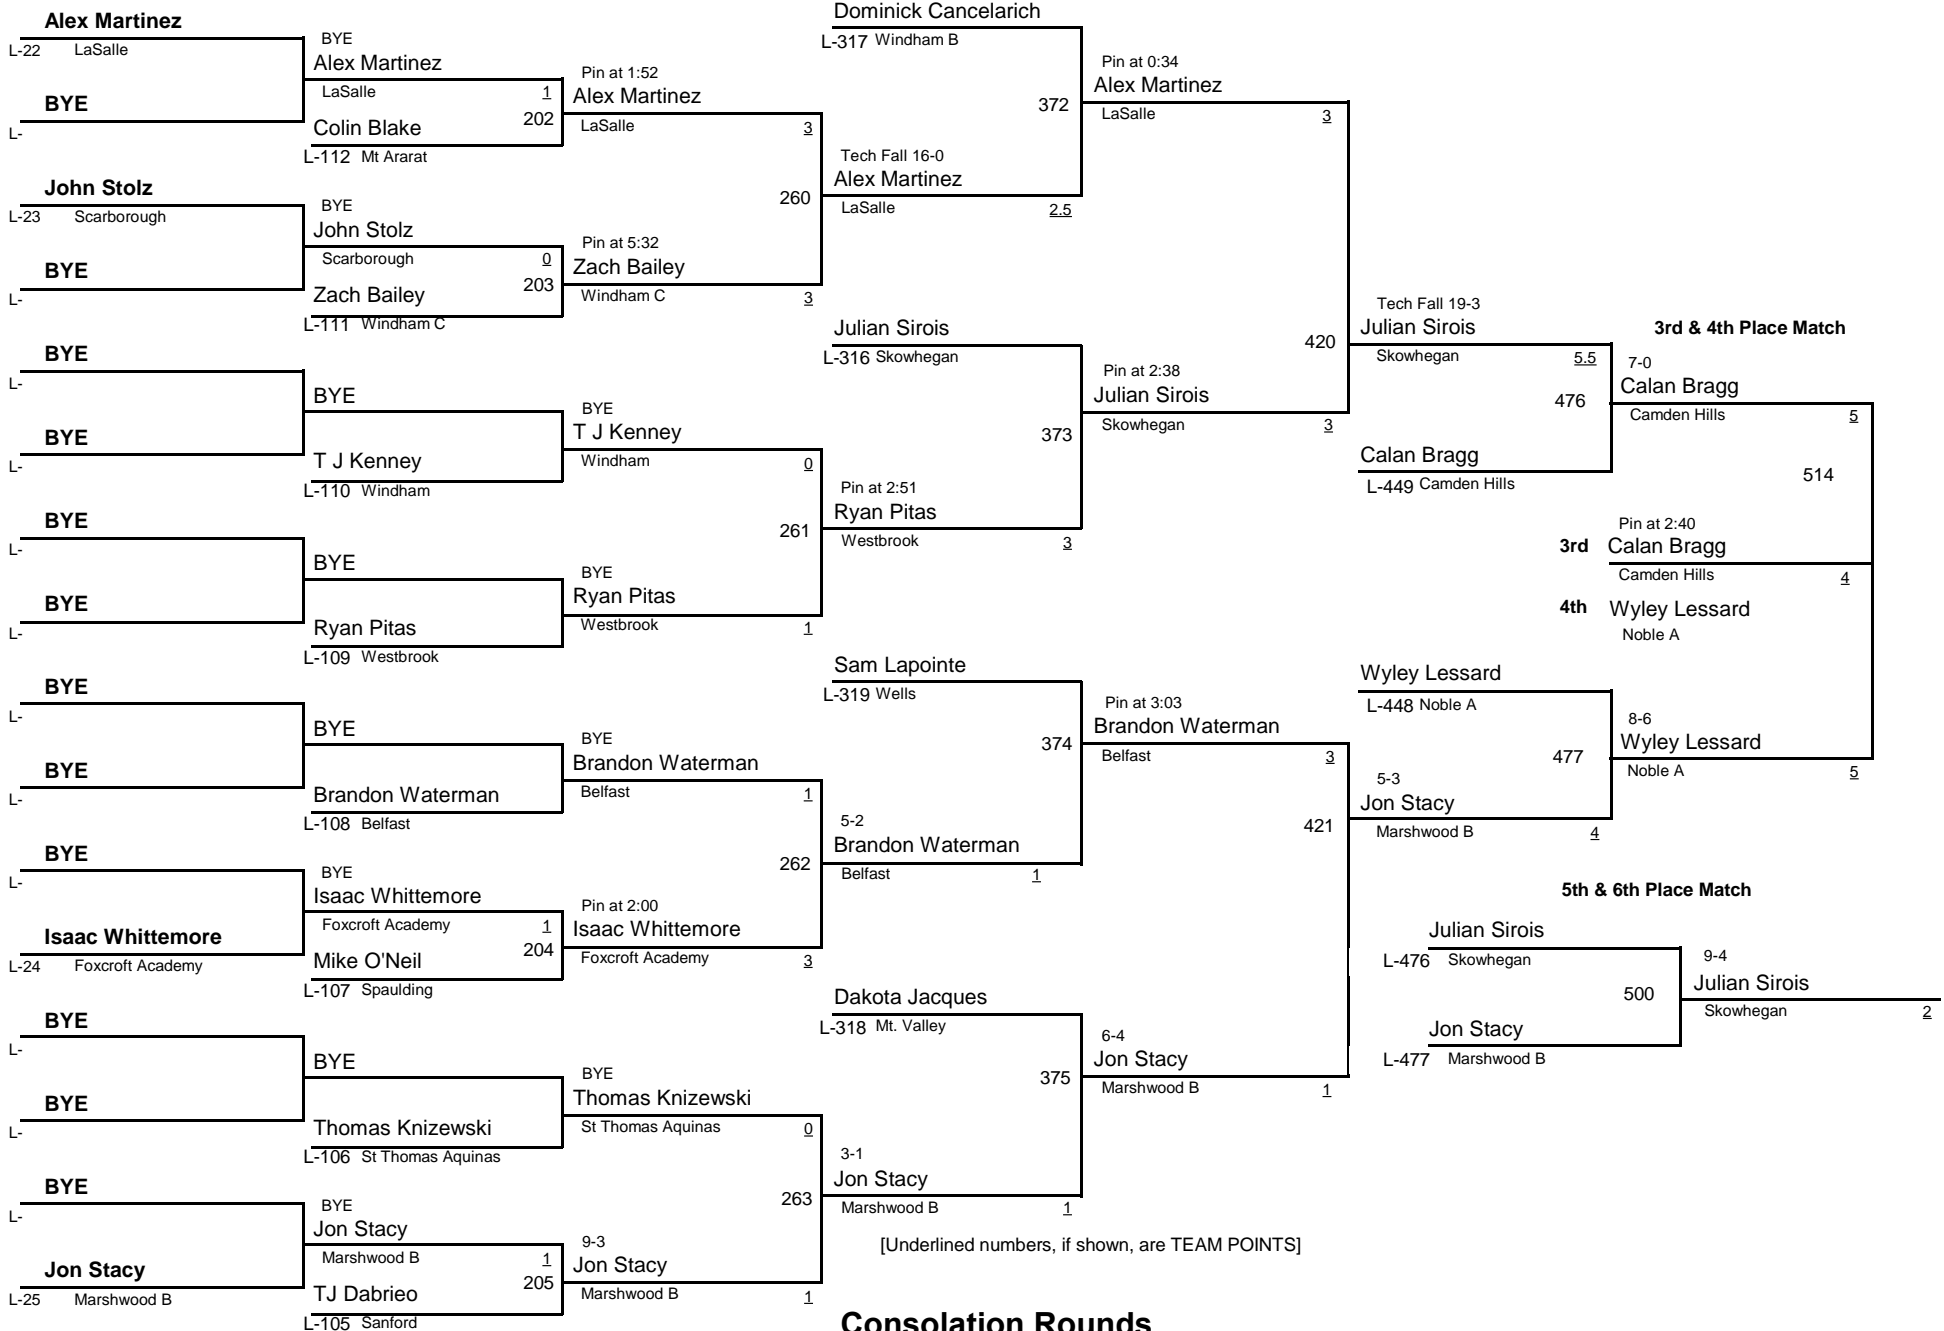 Alex Martinez
L-22 LaSalle
BYE
L-
John Stolz
L-23 Scarborough
BYE
L-
BYE
L-
BYE
L-
BYE
L-
BYE
L-
BYE
L-
BYE
L-
BYE
L-
Isaac Whittemore
L-24 Foxcroft Academy
BYE
L-
BYE
L-
BYE
L-
Jon Stacy
L-25 Marshwood B
BYE
Alex Martinez
LaSalle 1
202
Colin Blake
L-112 Mt Ararat
BYE
John Stolz
Scarborough 0
203
Zach Bailey
L-111 Windham C
BYE
T J Kenney
L-110 Windham
BYE
Ryan Pitas
L-109 Westbrook
BYE
Brandon Waterman
L-108 Belfast
BYE
Isaac Whittemore
Foxcroft Academy 1
204
Mike O'Neil
L-107 Spaulding
BYE
Thomas Knizewski
L-106 St Thomas Aquinas
BYE
Jon Stacy
Marshwood B 1
205
TJ Dabrieo
L-105 Sanford
Pin at 1:52
Alex Martinez
LaSalle 3
260
Pin at 5:32
Zach Bailey
Windham C 3
BYE
T J Kenney
Windham 0
261
BYE
Ryan Pitas
Westbrook 1
BYE
Brandon Waterman
Belfast 1
262
Pin at 2:00
Isaac Whittemore
Foxcroft Academy 3
BYE
Thomas Knizewski
St Thomas Aquinas 0
263
9-3
Jon Stacy
Marshwood B 1
Dominick Cancelarich
L-317 Windham B
372
Tech Fall 16-0
Alex Martinez
LaSalle 2.5
Julian Sirois
L-316 Skowhegan
373
Pin at 2:51
Ryan Pitas
Westbrook 3
Sam Lapointe
L-319 Wells
374
5-2
Brandon Waterman
Belfast 1
Dakota Jacques
L-318 Mt. Valley
375
3-1
Jon Stacy
Marshwood B 1
Pin at 0:34
Alex Martinez
LaSalle 3
420
Pin at 2:38
Julian Sirois
Skowhegan 3
Pin at 3:03
Brandon Waterman
Belfast 3
421
6-4
Jon Stacy
Marshwood B 1
Tech Fall 19-3
Julian Sirois
Skowhegan 5.5
476
Calan Bragg
L-449 Camden Hills
Wyley Lessard
L-448 Noble A
477
5-3
Jon Stacy
Marshwood B 4
3rd & 4th Place Match
7-0
Calan Bragg
Camden Hills 5
514
Pin at 2:40
3rd Calan Bragg
Camden Hills 4
4th Wyley Lessard
Noble A
8-6
Wyley Lessard
Noble A 5
5th & 6th Place Match
Julian Sirois
L-476 Skowhegan
500
Jon Stacy
L-477 Marshwood B
9-4
Julian Sirois
Skowhegan 2
[Underlined numbers, if shown, are TEAM POINTS]
Consolation Rounds